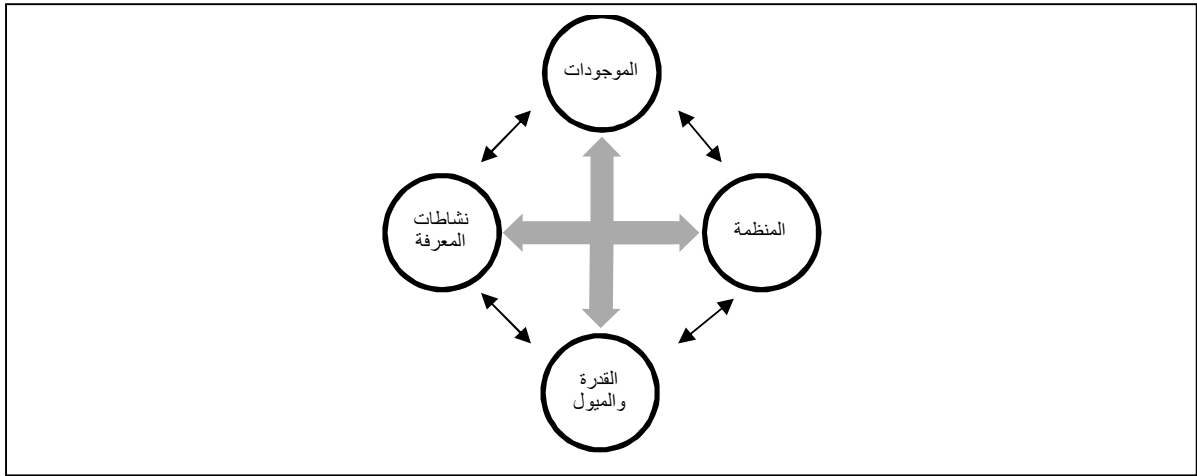 الموجودات
المنظمة
نشاطات
المعرفة
القدرة
والميول